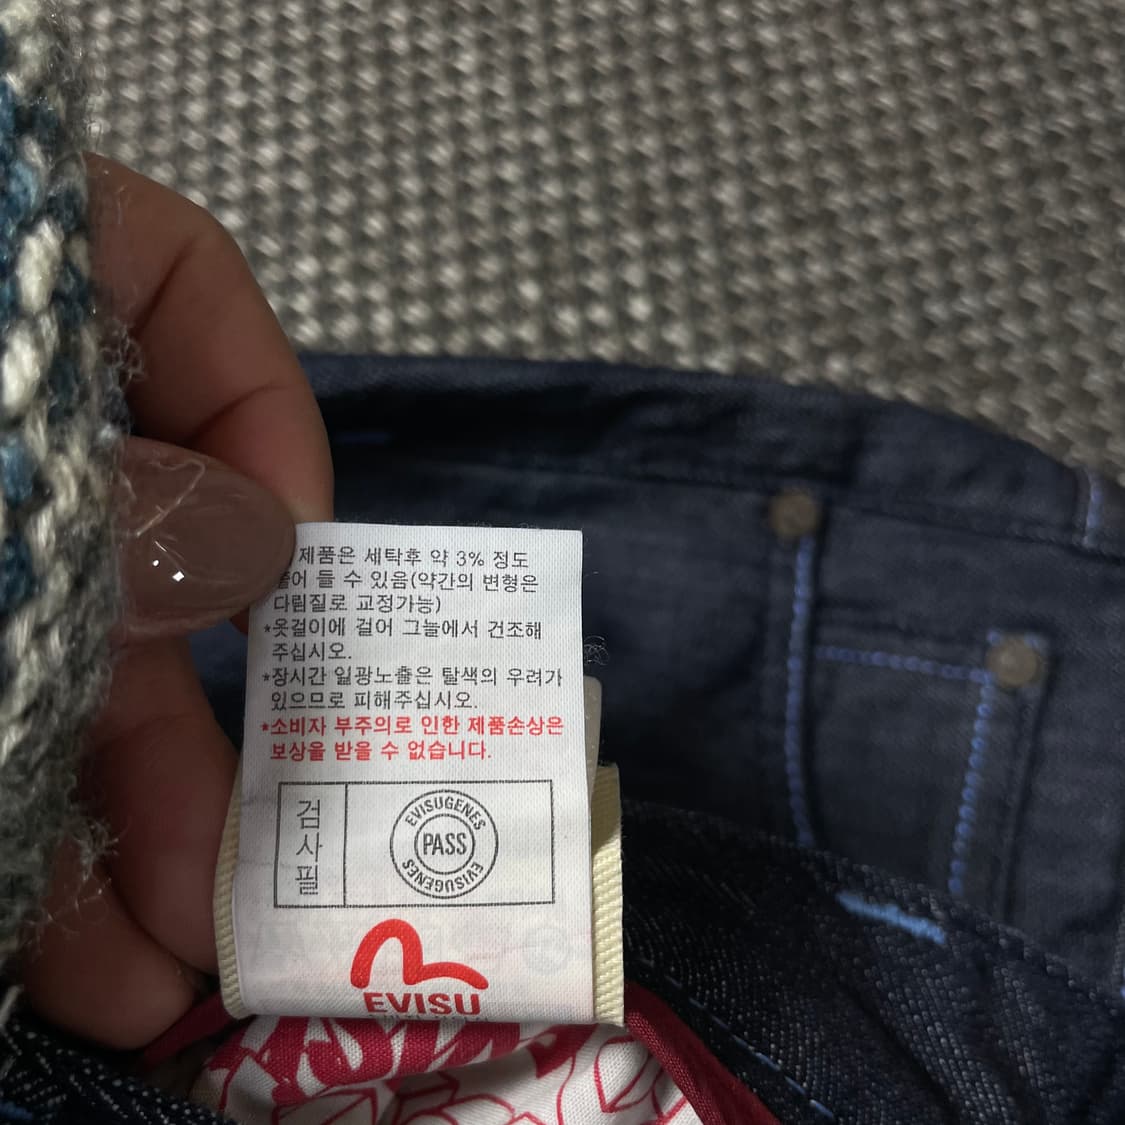 제품은 세탁후 약 3% 정도
들 수 있음(약간의 변형은
다림질로 교정가능)
*옷걸이에 걸어 그늘에서 건조해
주십시오.
*장시간 일광노출은 탈색의 우려가
있으므로 피해주십시오.
*소비자 부주의로 인한 제품손상은
보상을 받을 수 없습니다.
검사필
EVISUGENES
PASS
EVISUGENES
EVISU